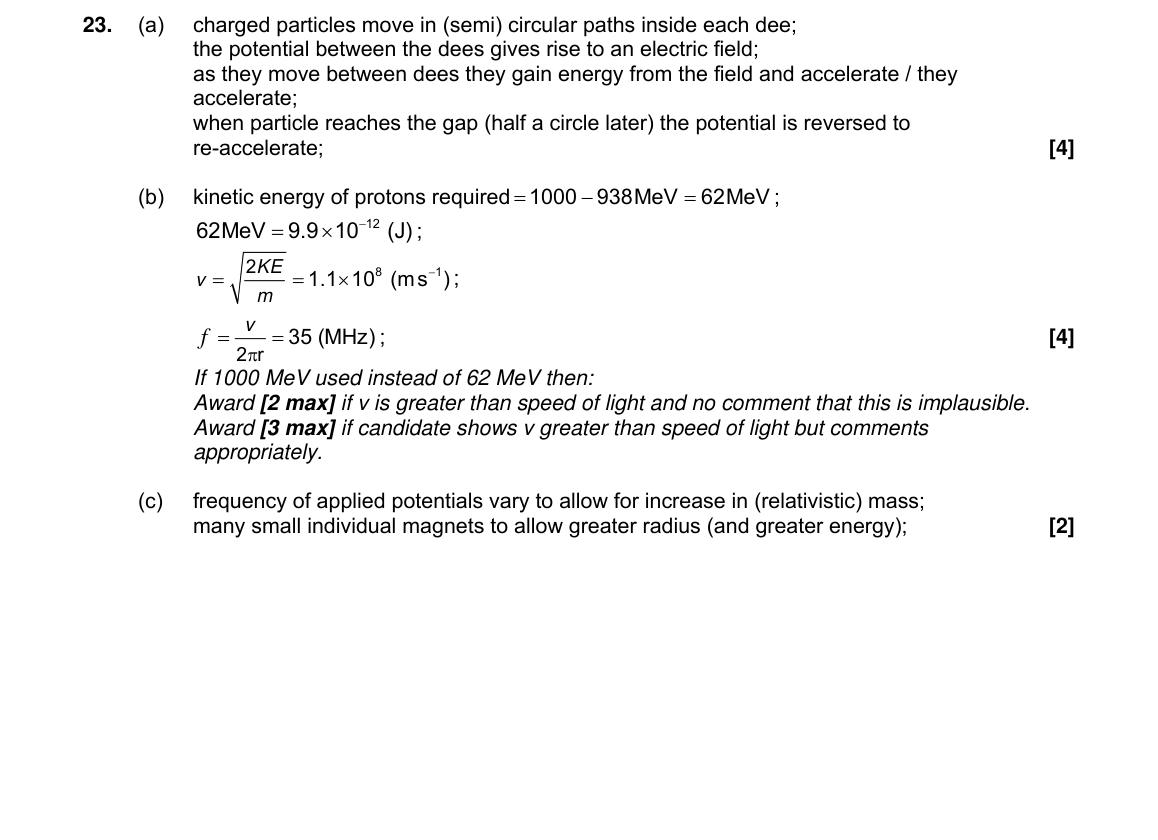 23. (a) charged particles move in (semi) circular paths inside each dee;
the potential between the dees gives rise to an electric field;
as they move between dees they gain energy from the field and accelerate / they
accelerate;
when particle reaches the gap (half a circle later) the potential is reversed to
re-accelerate; [4]
(b) kinetic energy of protons required = 1000 − 938 MeV = 62 MeV ;
62 MeV = 9.9 × 10⁻¹² (J) ;
v = √(2KE/m) = 1.1 × 10⁸ (m s⁻¹) ;
f = v/2πr = 35 (MHz) ; [4]
If 1000 MeV used instead of 62 MeV then:
Award [2 max] if v is greater than speed of light and no comment that this is implausible.
Award [3 max] if candidate shows v greater than speed of light but comments
appropriately.
(c) frequency of applied potentials vary to allow for increase in (relativistic) mass;
many small individual magnets to allow greater radius (and greater energy); [2]